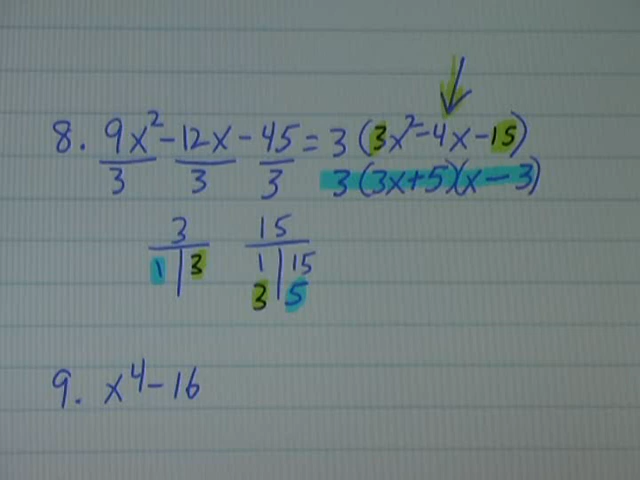 8. 9x² - 12x - 45 = 3 (3x² - 4x - 15)
3 3 3 3(3x+5)(x-3)
3 15
1 3 1 15
3 5
9. x⁴ - 16